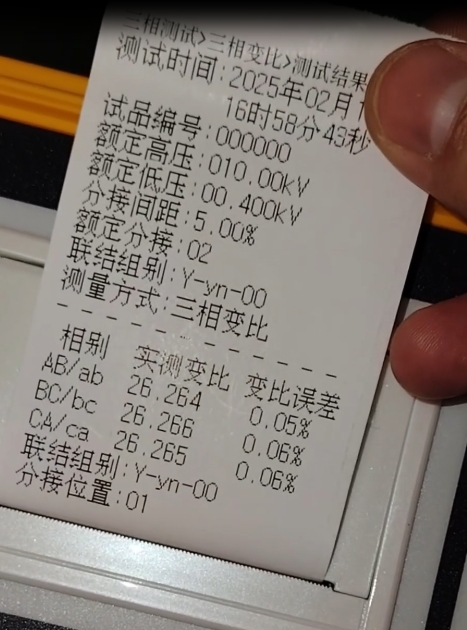 三相测试>三相变比>测试结果
测试时间:2025年02月1
16时58分43秒
试品编号:000000
额定高压:010.00kV
额定低压:00.400kV
分接间距:5.00%
额定分接:02
联结组别:Y-yn-00
测量方式:三相变比
相别 实测变比 变比误差
AB/ab 26.264 0.05%
BC/bc 26.266 0.06%
CA/ca 26.265 0.06%
联结组别:Y-yn-00
分接位置:01